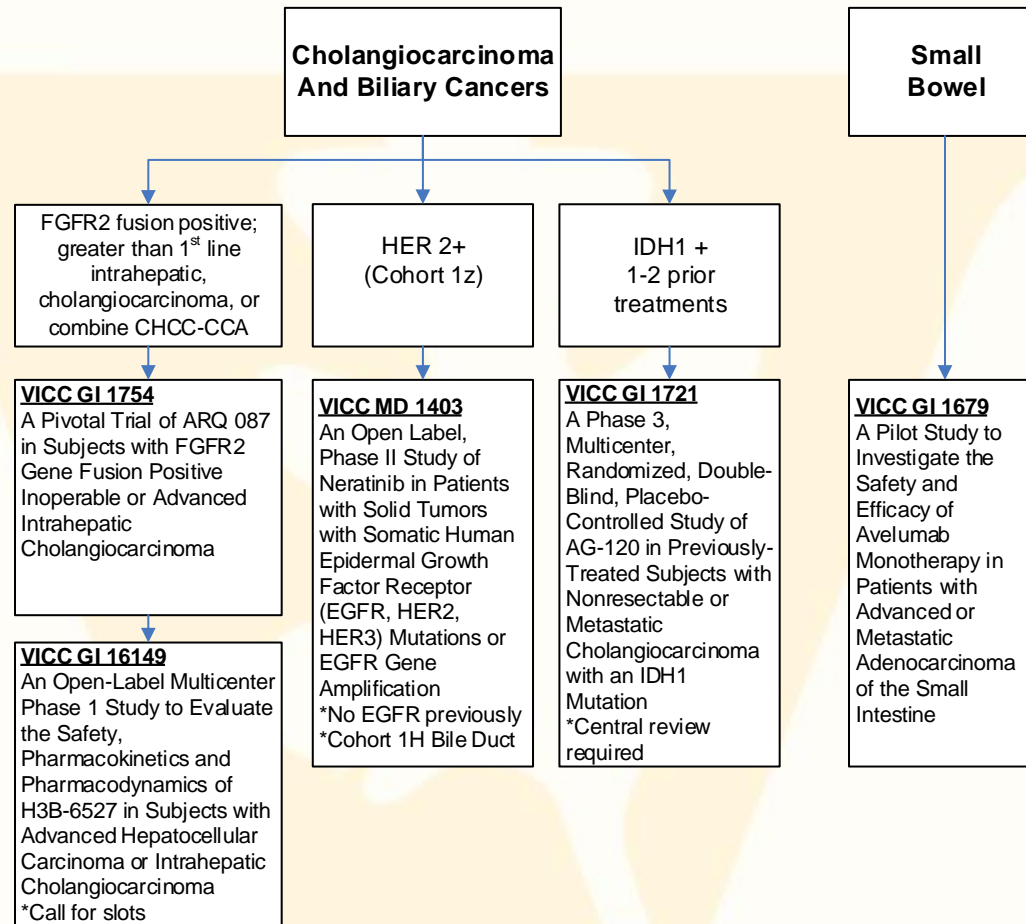 Cholangiocarcinoma
And Biliary Cancers
Small
Bowel
FGFR2 fusion positive;
greater than 1st line
intrahepatic,
cholangiocarcinoma, or
combine CHCC-CCA
HER 2+
(Cohort 1z)
IDH1 +
1-2 prior
treatments
VICC GI 1754
A Pivotal Trial of ARQ 087
in Subjects with FGFR2
Gene Fusion Positive
Inoperable or Advanced
Intrahepatic
Cholangiocarcinoma
VICC GI 16149
An Open-Label Multicenter
Phase 1 Study to Evaluate
the Safety,
Pharmacokinetics and
Pharmacodynamics of
H3B-6527 in Subjects with
Advanced Hepatocellular
Carcinoma or Intrahepatic
Cholangiocarcinoma
*Call for slots
VICC MD 1403
An Open Label,
Phase II Study of
Neratinib in Patients
with Solid Tumors
with Somatic Human
Epidermal Growth
Factor Receptor
(EGFR, HER2,
HER3) Mutations or
EGFR Gene
Amplification
*No EGFR previously
*Cohort 1H Bile Duct
VICC GI 1721
A Phase 3,
Multicenter,
Randomized, Double-
Blind, Placebo-
Controlled Study of
AG-120 in Previously-
Treated Subjects with
Nonresectable or
Metastatic
Cholangiocarcinoma
with an IDH1
Mutation
*Central review
required
VICC GI 1679
A Pilot Study to
Investigate the
Safety and
Efficacy of
Avelumab
Monotherapy in
Patients with
Advanced or
Metastatic
Adenocarcinoma
of the Small
Intestine